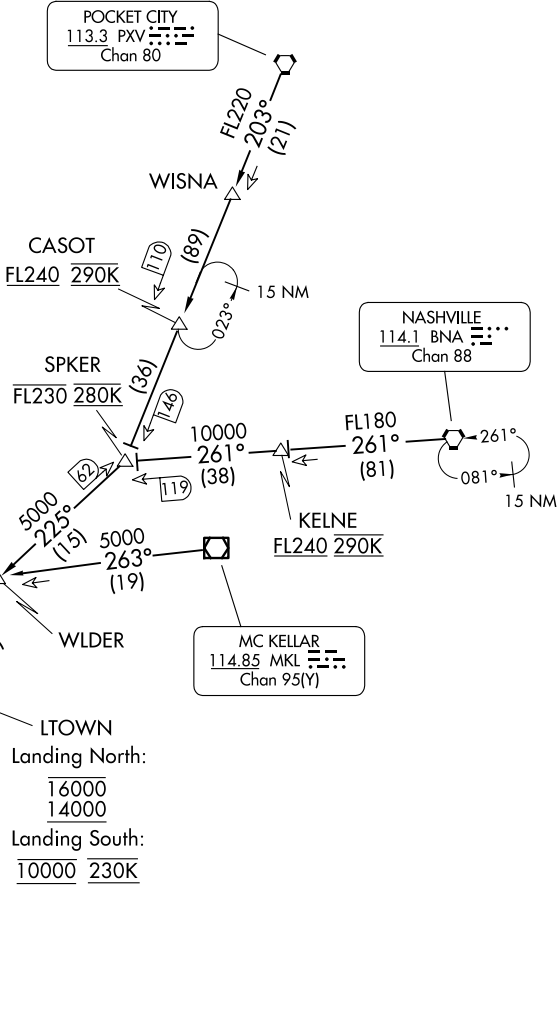 POCKET CITY
113.3 PXV
Chan 80
FL220
203°
(21)
WISNA
(89)
110
CASOT
FL240 290K
15 NM
023°
NASHVILLE
114.1 BNA
Chan 88
SPKER
FL230 280K
(36)
146
10000
261°
(38)
FL180
261°
(81)
261°
081°
15 NM
62
119
KELNE
FL240 290K
5000
225°
(15)
5000
263°
(19)
WLDER
MC KELLAR
114.85 MKL
Chan 95(Y)
LTOWN
Landing North:
16000
14000
Landing South:
10000 230K